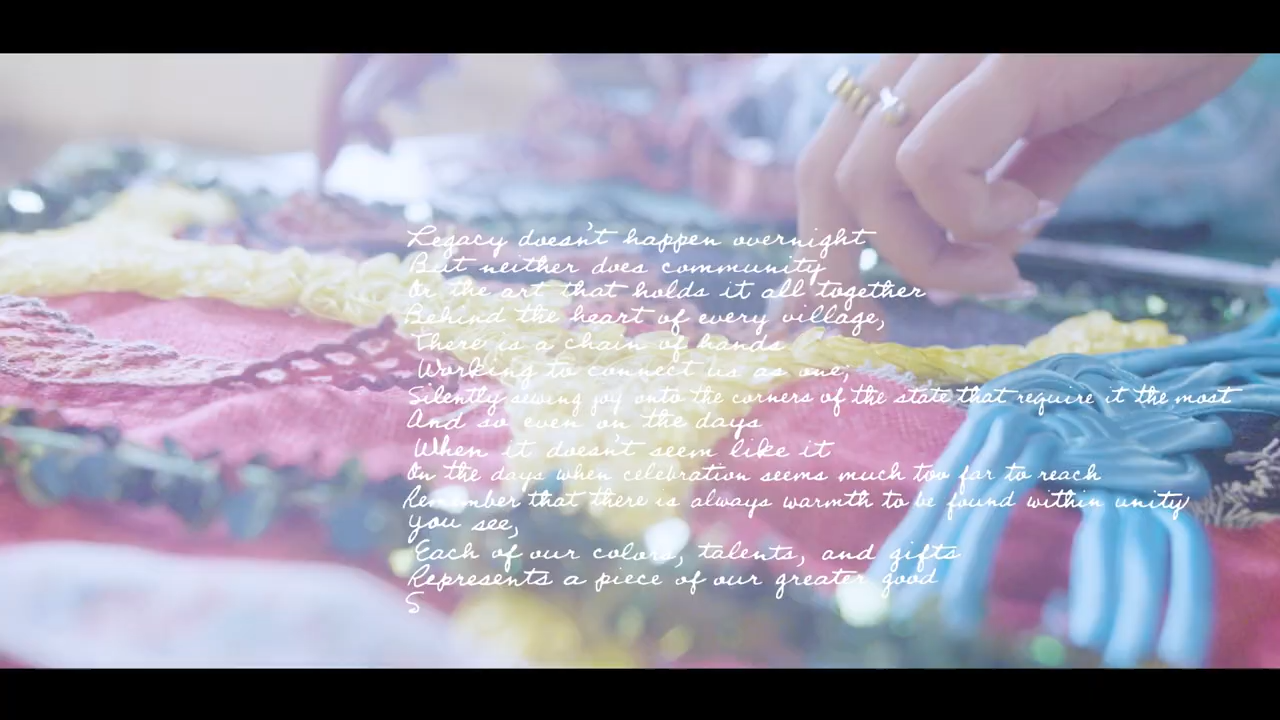 Legacy doesn't happen overnight
But neither does community
Or the art that holds it all together
Behind the heart of every village,
There is a chain of hands
Working to connect us as one;
Silently sewing joy onto the corners of the state that require it the most
And so even on the days
When it doesn't seem like it
On the days when celebration seems much too far to reach
Remember that there is always warmth to be found within unity
You see,
Each of our colors, talents, and gifts
Represents a piece of our greater good
S